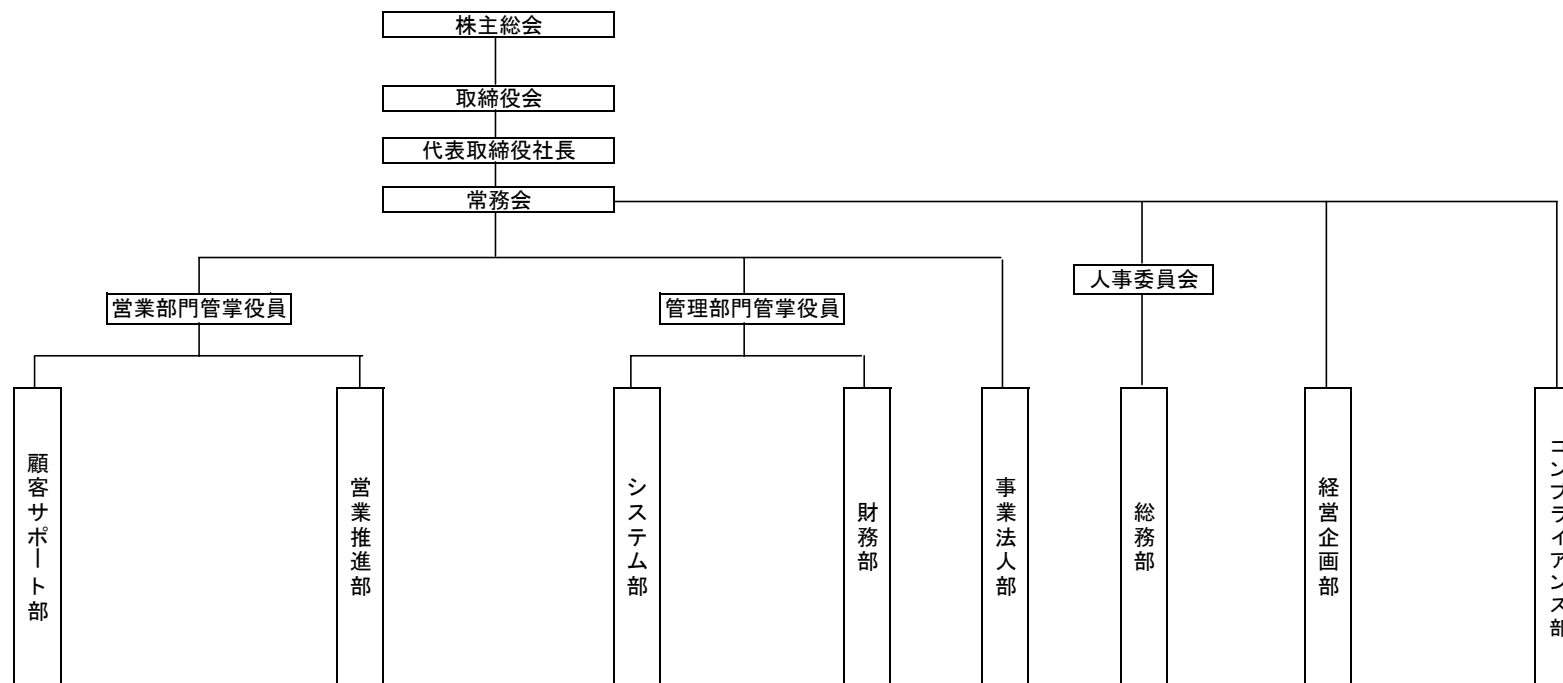 株主総会
取締役会
代表取締役社長
常務会
人事委員会
営業部門管掌役員
管理部門管掌役員
顧客サポート部
営業推進部
システム部
財務部
事業法人部
総務部
経営企画部
コンプライアンス部